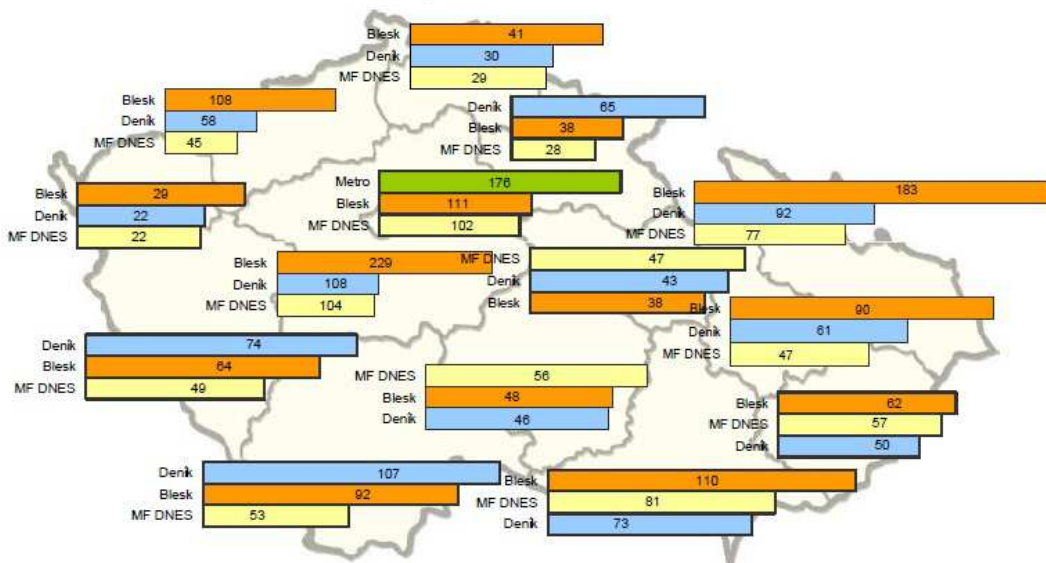 Blesk 41
Deník 30
MF DNES 29
Blesk 108
Deník 58
MF DNES 45
Deník 65
Blesk 38
MF DNES 28
Metro 176
Blesk 111
MF DNES 102
Blesk 29
Deník 22
MF DNES 22
Blesk 183
Deník 92
MF DNES 77
Blesk 229
Deník 108
MF DNES 104
MF DNES 47
Deník 43
Blesk 38
Blesk 90
Deník 61
MF DNES 47
Deník 74
Blesk 64
MF DNES 49
MF DNES 56
Blesk 48
Deník 46
Blesk 62
MF DNES 57
Deník 50
Deník 107
Blesk 92
MF DNES 53
Blesk 110
MF DNES 81
Deník 73